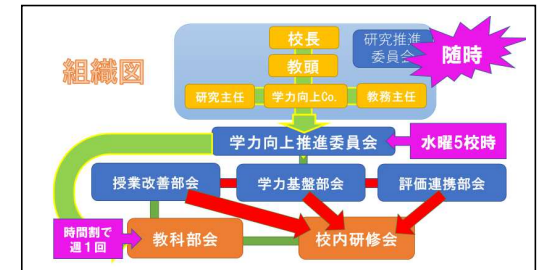 組織図
校長
教頭
研究推進
委員会
随時
研究主任
学力向上Co.
教務主任
学力向上推進委員会
水曜5校時
授業改善部会
学力基盤部会
評価連携部会
時間割で
週1回
教科部会
校内研修会